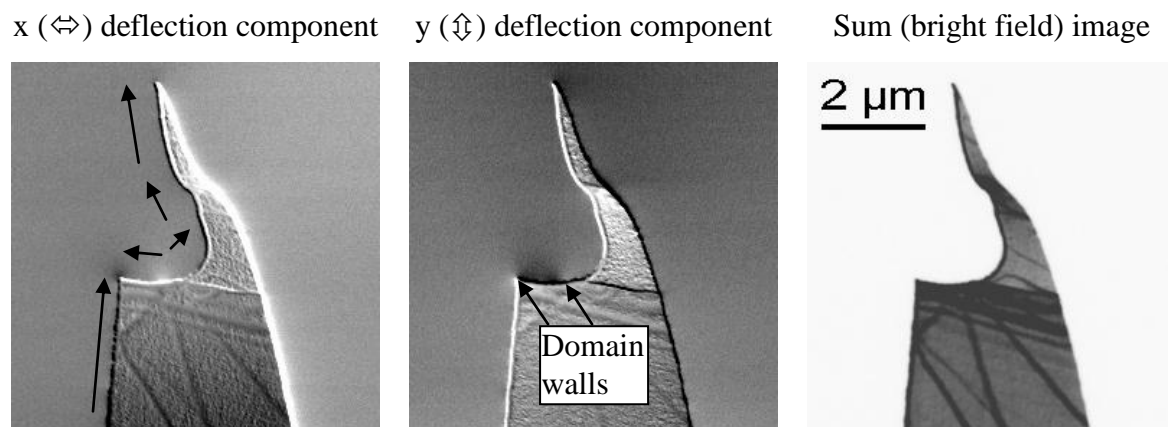 x (⇔) deflection component
y (⇕) deflection component
Sum (bright field) image
2 µm
Domain
walls